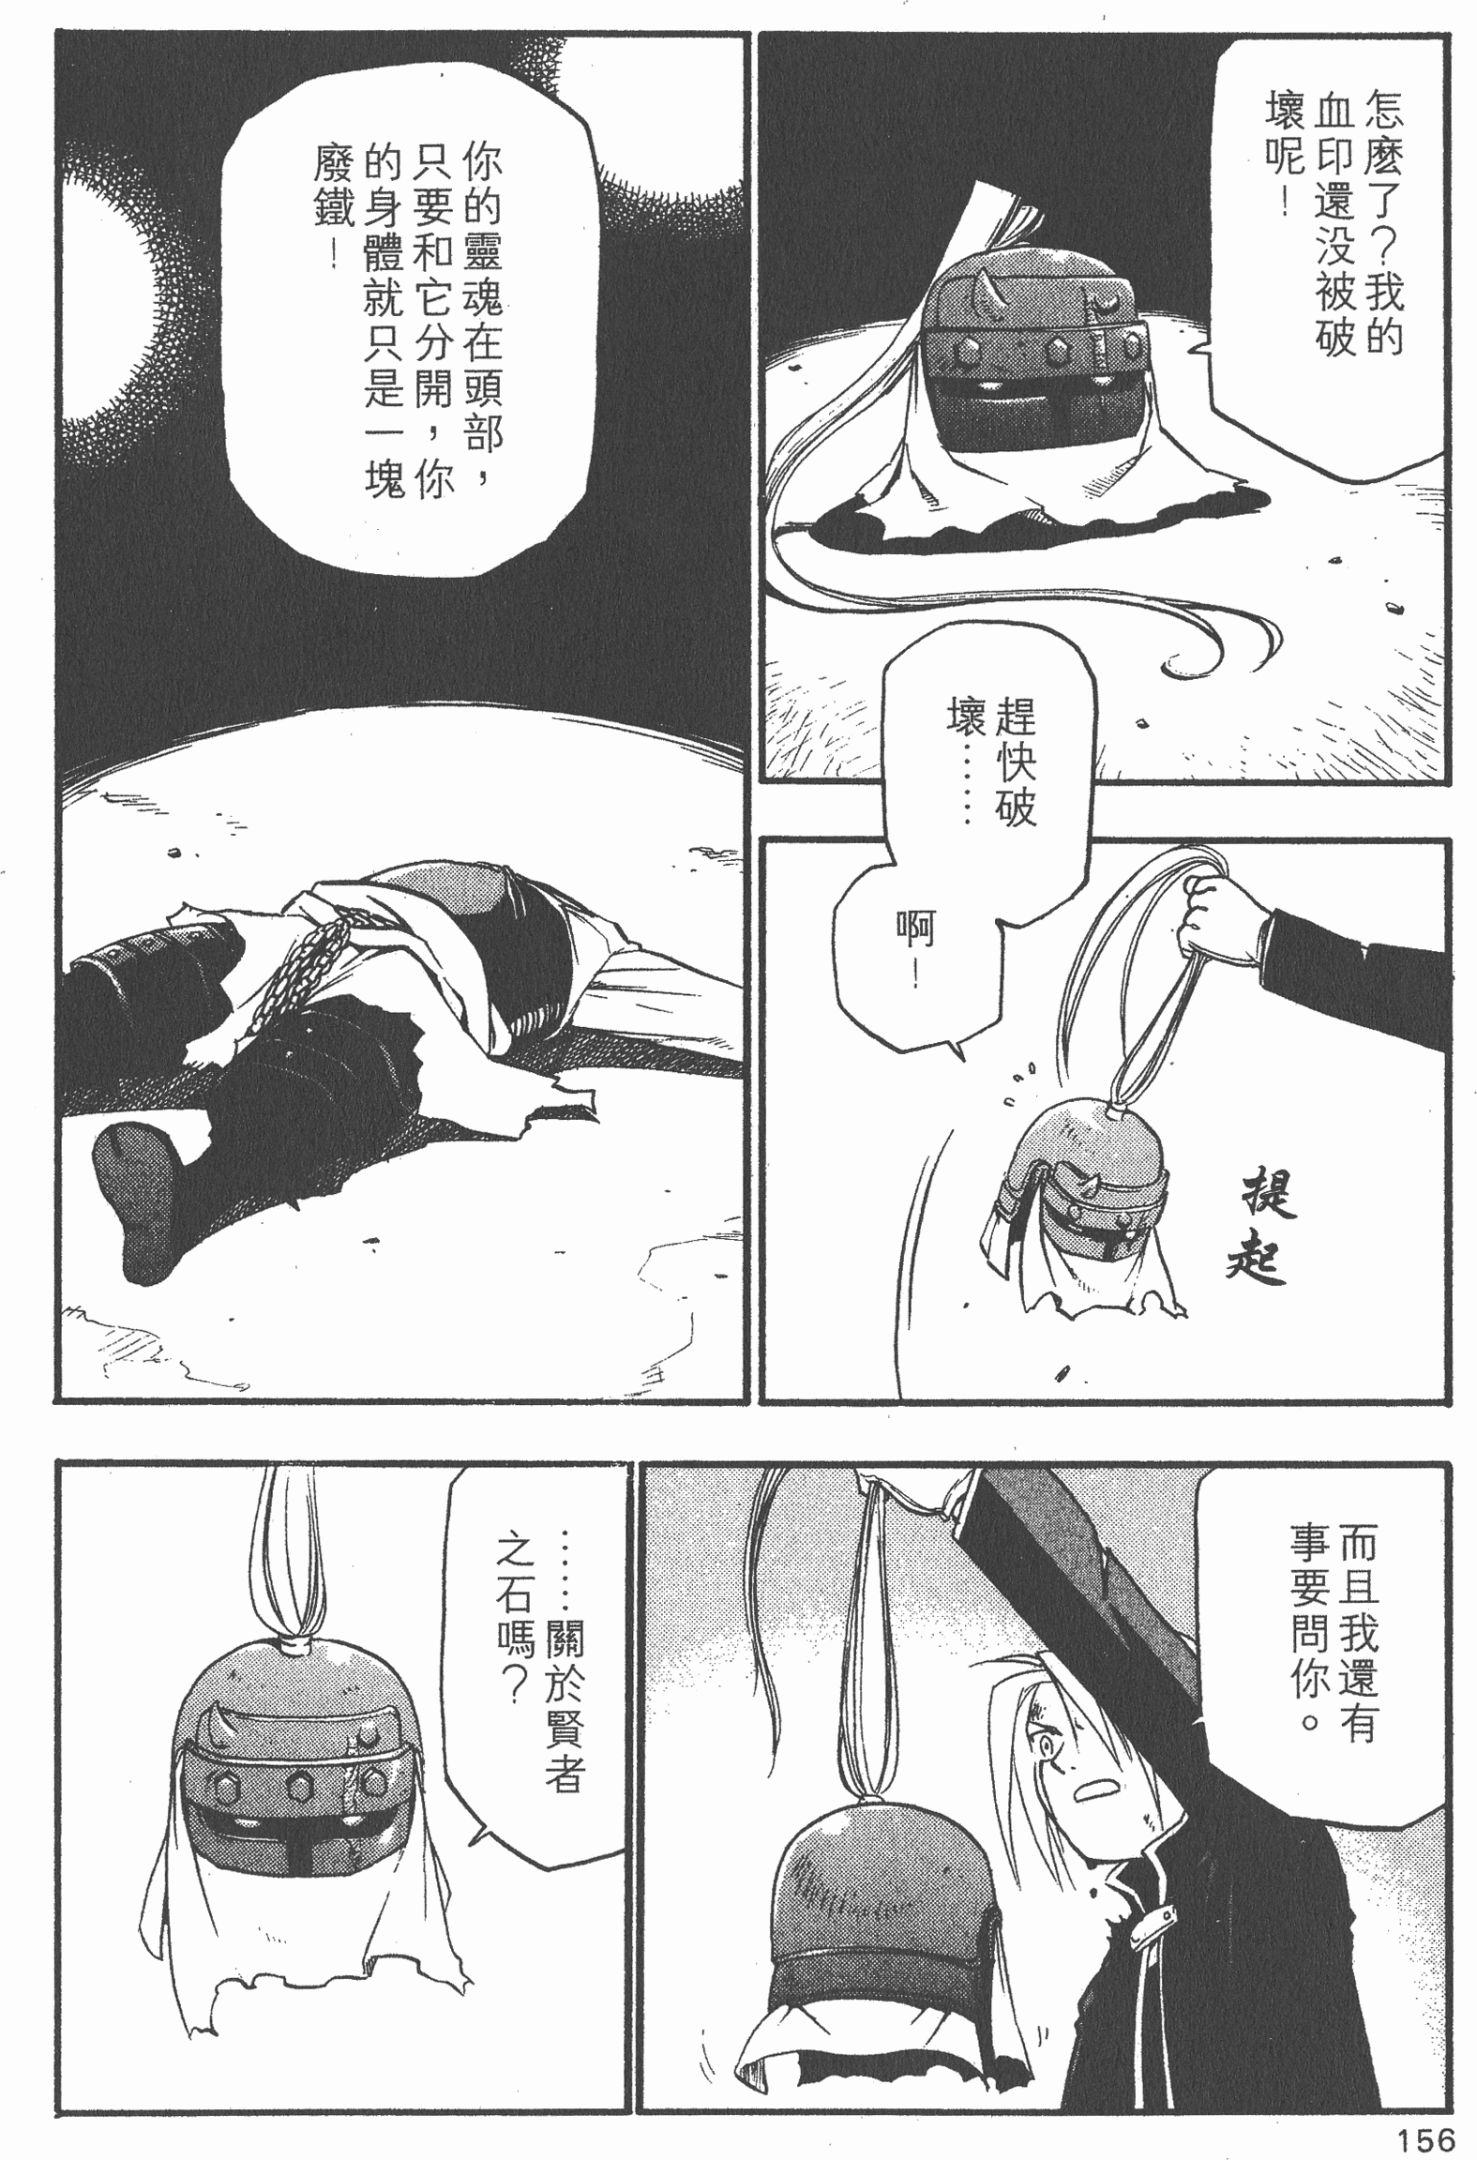 怎麼了?我的
血印還没被破
壞呢!
趕快破
壞……
啊!
提起
你的靈魂在頭部，
只要和它分開，你
的身體就只是一塊
廢鐵!
而且我還有
事要問你。
……關於賢者
之石嗎?
156